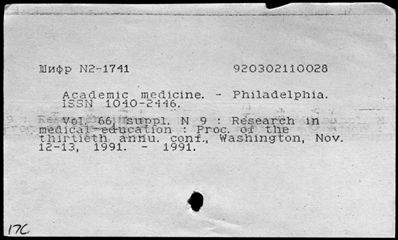 Шифр N2-1741 920302110028
Academic medicine. - Philadelphia.
ISSN 1040-2446.
Vol. 66, suppl. N 9 : Research in
medical education : Proc. of the
thirtieth annu. conf., Washington, Nov.
12-13, 1991. - 1991.
17C